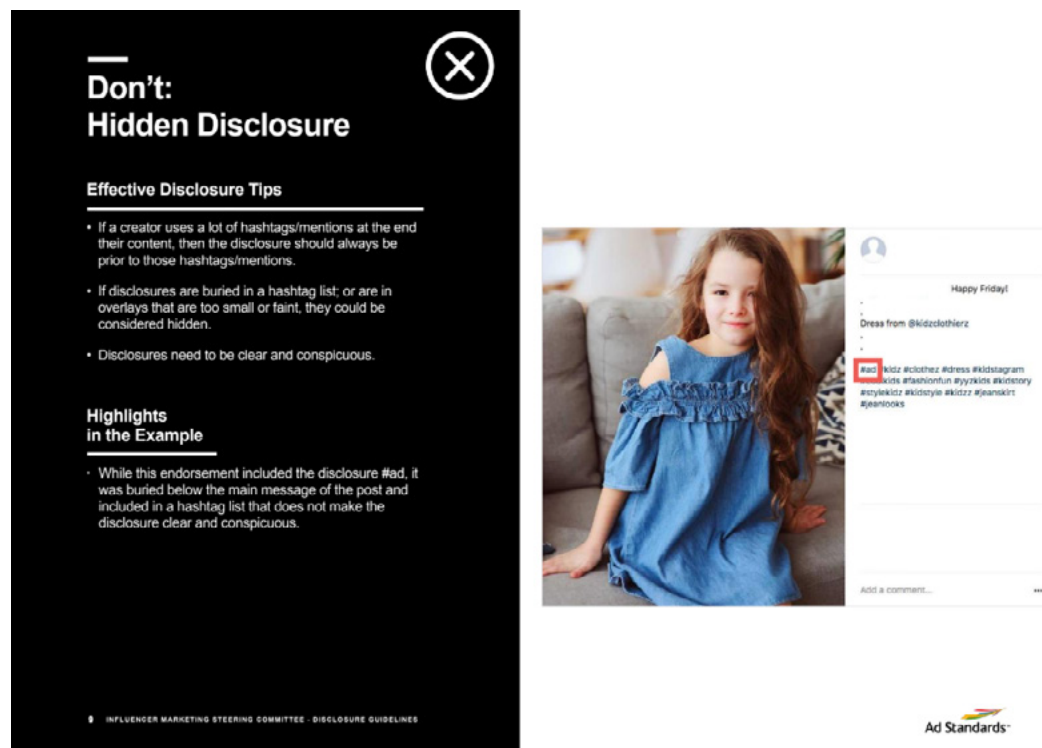 Don't:
Hidden Disclosure
Effective Disclosure Tips
• If a creator uses a lot of hashtags/mentions at the end
their content, then the disclosure should always be
prior to those hashtags/mentions.
• If disclosures are buried in a hashtag list; or are in
overlays that are too small or faint, they could be
considered hidden.
• Disclosures need to be clear and conspicuous.
Highlights
in the Example
• While this endorsement included the disclosure #ad, it
was buried below the main message of the post and
included in a hashtag list that does not make the
disclosure clear and conspicuous.
9 INFLUENCER MARKETING STEERING COMMITTEE - DISCLOSURE GUIDELINES
Happy Friday!
.
.
Dress from @kidzclothierz
.
.
#ad #kidz #clothez #dress #kidstagram
#fashionfun #yyzkids #kidstory
#stylekidz #kidstyle #kidzz #jeanskirt
#jeanlooks
Add a comment...
Ad Standards